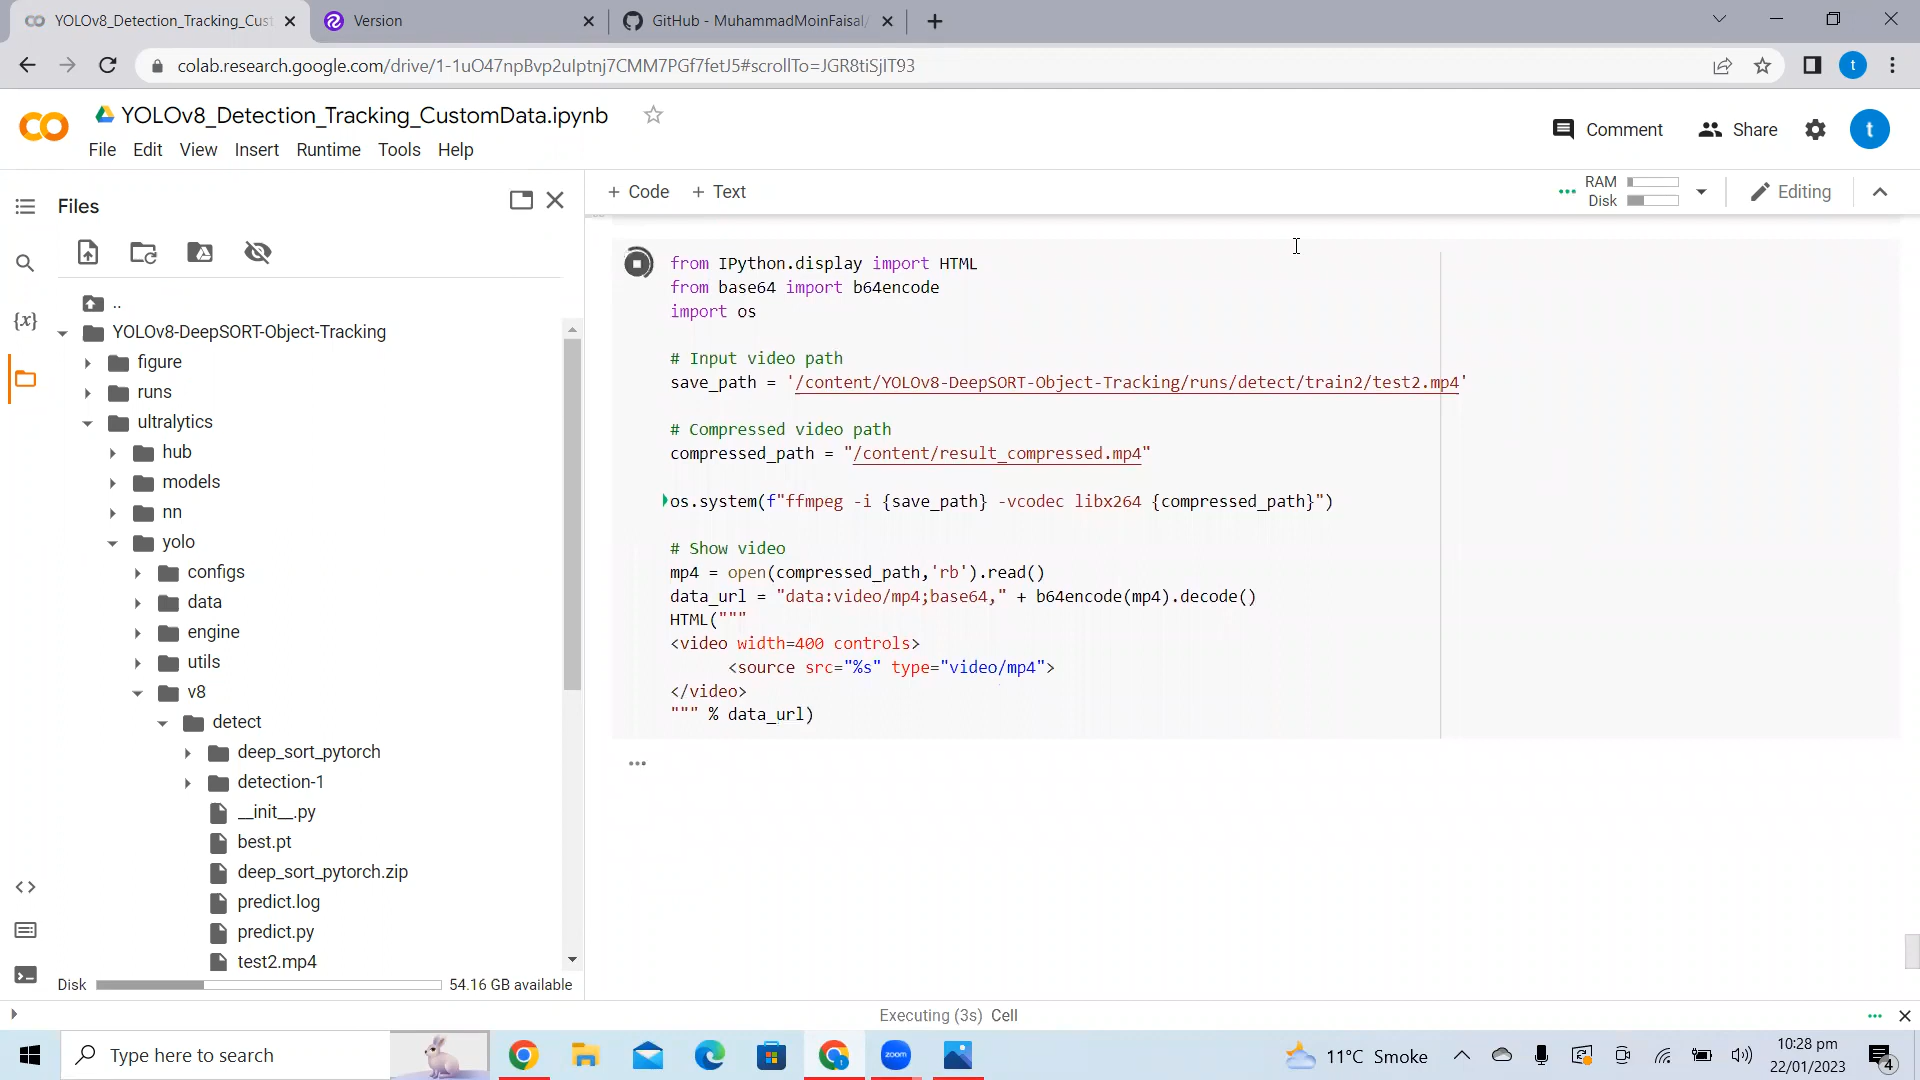 YOLOv8_Detection_Tracking_Cust
Version
GitHub - MuhammadMoinFaisal/
colab.research.google.com/drive/1-1uO47npBvp2uIptnj7CMM7PGf7fetJ5#scrollTo=JGR8tiSjIT93
t
YOLOv8_Detection_Tracking_CustomData.ipynb
File Edit View Insert Runtime Tools Help
Comment
Share
t
Files
+ Code + Text
RAM
Disk
Editing
..
YOLOv8-DeepSORT-Object-Tracking
figure
runs
ultralytics
hub
models
nn
yolo
configs
data
engine
utils
v8
detect
deep_sort_pytorch
detection-1
__init__.py
best.pt
deep_sort_pytorch.zip
predict.log
predict.py
test2.mp4
Disk
54.16 GB available
{x}
from IPython.display import HTML
from base64 import b64encode
import os
# Input video path
save_path = '/content/YOLOv8-DeepSORT-Object-Tracking/runs/detect/train2/test2.mp4'
# Compressed video path
compressed_path = "/content/result_compressed.mp4"
os.system(f"ffmpeg -i {save_path} -vcodec libx264 {compressed_path}")
# Show video
mp4 = open(compressed_path,'rb').read()
data_url = "data:video/mp4;base64," + b64encode(mp4).decode()
HTML("""
<video width=400 controls>
<source src="%s" type="video/mp4">
</video>
""" % data_url)
Executing (3s) Cell
Type here to search
zoom
11°C Smoke
10:28 pm
22/01/2023
4